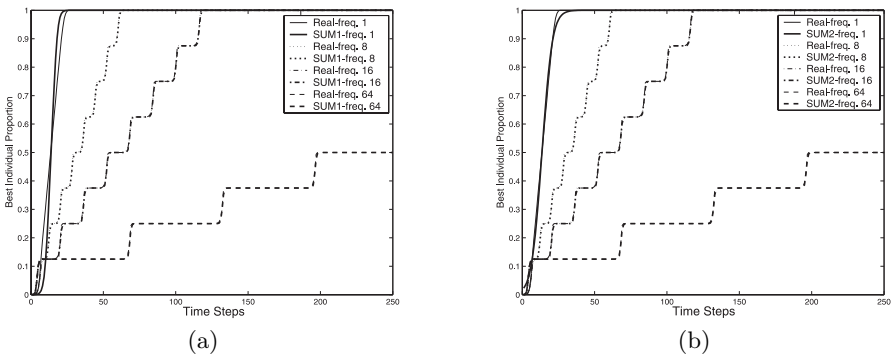 1
0.9
0.8
0.7
0.6
0.5
0.4
0.3
0.2
0.1
0
Best Individual Proportion
0 50 100 150 200 250
Time Steps
Real-freq. 1
SUM1-freq. 1
Real-freq. 8
SUM1-freq. 8
Real-freq. 16
SUM1-freq. 16
Real-freq. 64
SUM1-freq. 64
(a)
1
0.9
0.8
0.7
0.6
0.5
0.4
0.3
0.2
0.1
0
Best Individual Proportion
0 50 100 150 200 250
Time Steps
Real-freq. 1
SUM2-freq. 1
Real-freq. 8
SUM2-freq. 8
Real-freq. 16
SUM2-freq. 16
Real-freq. 64
SUM2-freq. 64
(b)